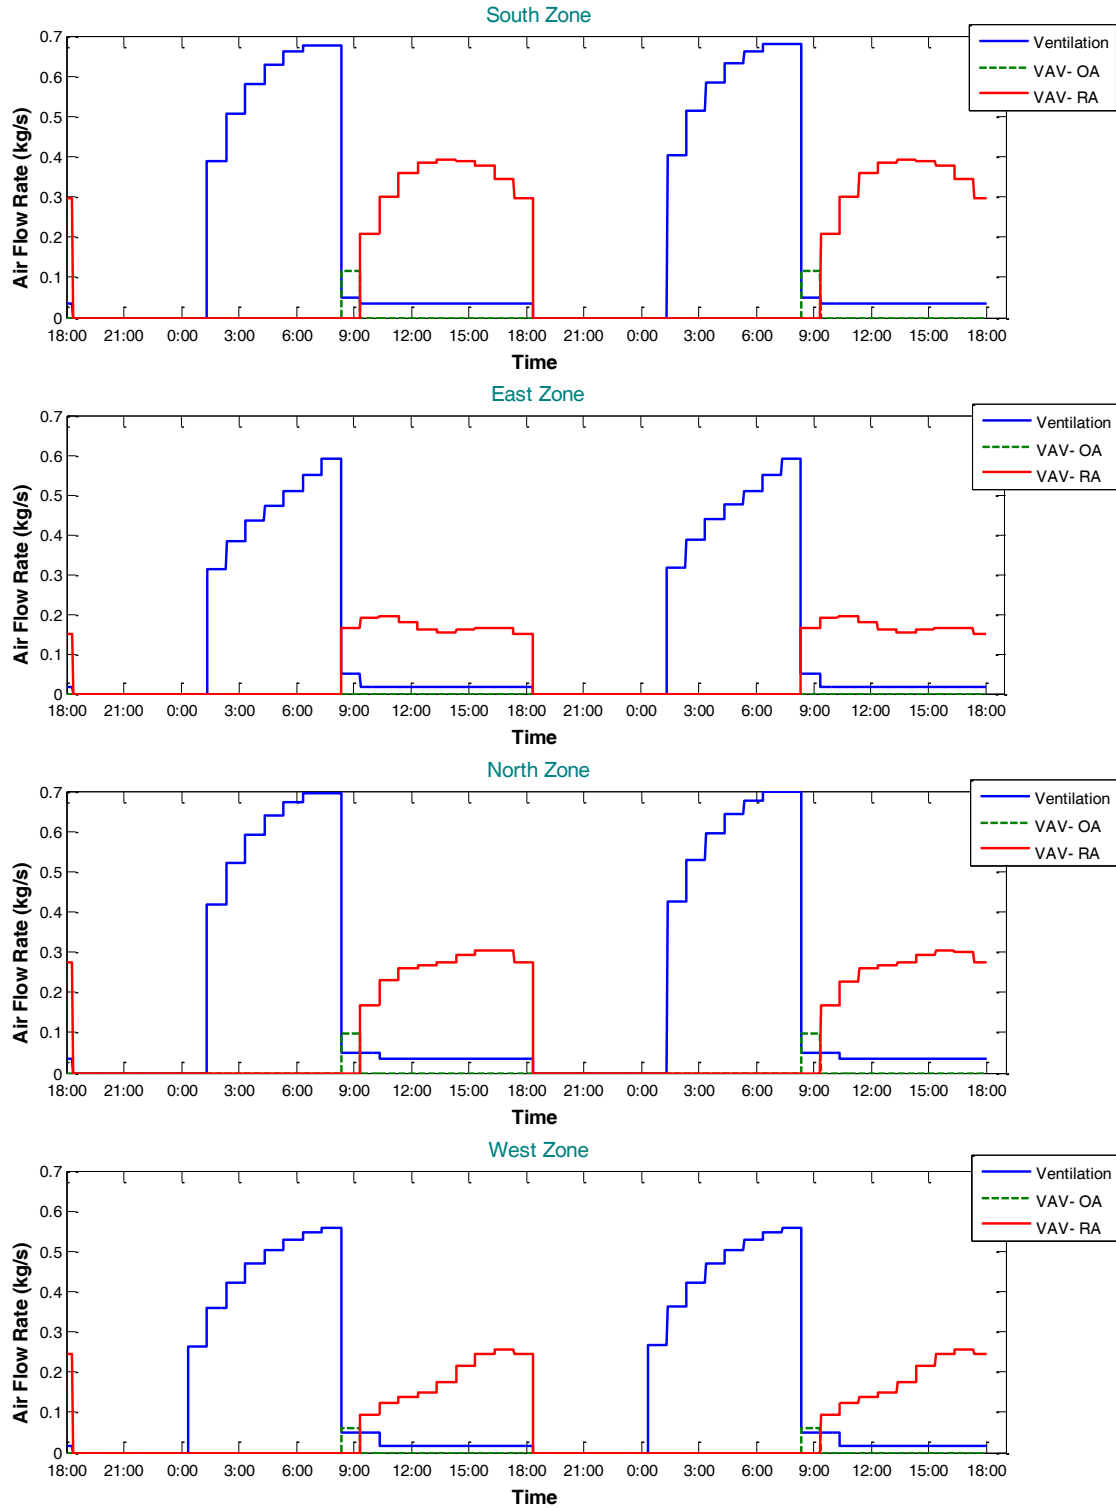 South Zone
0.7
0.6
0.5
0.4
0.3
0.2
0.1
0
Air Flow Rate (kg/s)
Ventilation
VAV- OA
VAV- RA
18:00 21:00 0:00 3:00 6:00 9:00 12:00 15:00 18:00 21:00 0:00 3:00 6:00 9:00 12:00 15:00 18:00
Time
East Zone
0.7
0.6
0.5
0.4
0.3
0.2
0.1
0
Air Flow Rate (kg/s)
Ventilation
VAV- OA
VAV- RA
18:00 21:00 0:00 3:00 6:00 9:00 12:00 15:00 18:00 21:00 0:00 3:00 6:00 9:00 12:00 15:00 18:00
Time
North Zone
0.7
0.6
0.5
0.4
0.3
0.2
0.1
0
Air Flow Rate (kg/s)
Ventilation
VAV- OA
VAV- RA
18:00 21:00 0:00 3:00 6:00 9:00 12:00 15:00 18:00 21:00 0:00 3:00 6:00 9:00 12:00 15:00 18:00
Time
West Zone
0.7
0.6
0.5
0.4
0.3
0.2
0.1
0
Air Flow Rate (kg/s)
Ventilation
VAV- OA
VAV- RA
18:00 21:00 0:00 3:00 6:00 9:00 12:00 15:00 18:00 21:00 0:00 3:00 6:00 9:00 12:00 15:00 18:00
Time